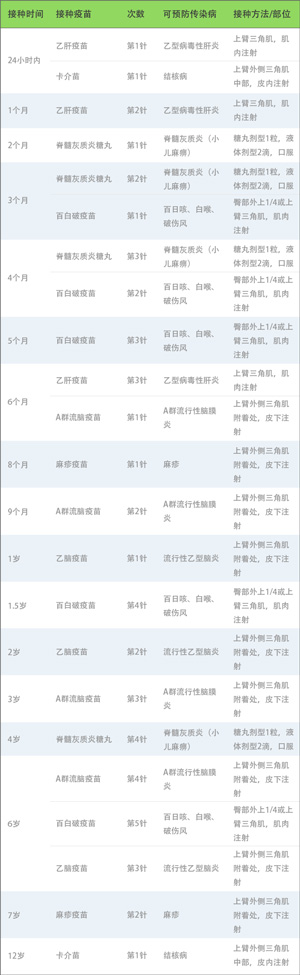 接种时间 接种疫苗 次数 可预防传染病 接种方法/部位
24小时内 乙肝疫苗 第1针 乙型病毒性肝炎 上臂三角肌，肌
内注射
卡介苗 第1针 结核病 上臂外侧三角肌
中部，皮内注射
1个月 乙肝疫苗 第2针 乙型病毒性肝炎 上臂三角肌，肌
内注射
2个月 脊髓灰质炎糖丸 第1针 脊髓灰质炎（小 糖丸剂型1粒，液
儿麻痹） 体剂型2滴，口服
3个月 脊髓灰质炎糖丸 第2针 脊髓灰质炎（小 糖丸剂型1粒，液
儿麻痹） 体剂型2滴，口服
百白破疫苗 第1针 百日咳、白喉、 臀部外上1/4或上
破伤风 臂三角肌，肌肉
注射
4个月 脊髓灰质炎糖丸 第3针 脊髓灰质炎（小 糖丸剂型1粒，液
儿麻痹） 体剂型2滴，口服
百白破疫苗 第2针 百日咳、白喉、 臀部外上1/4或上
破伤风 臂三角肌，肌肉
注射
5个月 百白破疫苗 第3针 百日咳、白喉、 臀部外上1/4或上
破伤风 臂三角肌，肌肉
注射
6个月 乙肝疫苗 第3针 乙型病毒性肝炎 上臂三角肌，肌
内注射
A群流脑疫苗 第1针 A群流行性脑膜 上臂外侧三角肌
炎 附着处，皮下注
射
8个月 麻疹疫苗 第1针 麻疹 上臂外侧三角肌
附着处，皮下注
射
9个月 A群流脑疫苗 第2针 A群流行性脑膜 上臂外侧三角肌
炎 附着处，皮下注
射
1岁 乙脑疫苗 第1针 流行性乙型脑炎 上臂外侧三角肌
附着处，皮下注
射
1.5岁 百白破疫苗 第4针 百日咳、白喉、 臀部外上1/4或上
破伤风 臂三角肌，肌肉
注射
2岁 乙脑疫苗 第2针 流行性乙型脑炎 上臂外侧三角肌
附着处，皮下注
射
3岁 A群流脑疫苗 第3针 A群流行性脑膜 上臂外侧三角肌
炎 附着处，皮下注
射
4岁 脊髓灰质炎糖丸 第4针 脊髓灰质炎（小 糖丸剂型1粒，液
儿麻痹） 体剂型2滴，口服
6岁 A群流脑疫苗 第4针 A群流行性脑膜 上臂外侧三角肌
炎 附着处，皮下注
射
百白破疫苗 第5针 百日咳、白喉、 臀部外上1/4或上
破伤风 臂三角肌，肌肉
注射
乙脑疫苗 第3针 流行性乙型脑炎 上臂外侧三角肌
附着处，皮下注
射
7岁 麻疹疫苗 第2针 麻疹 上臂外侧三角肌
附着处，皮下注
射
12岁 卡介苗 第1针 结核病 上臂外侧三角肌
中部，皮内注射